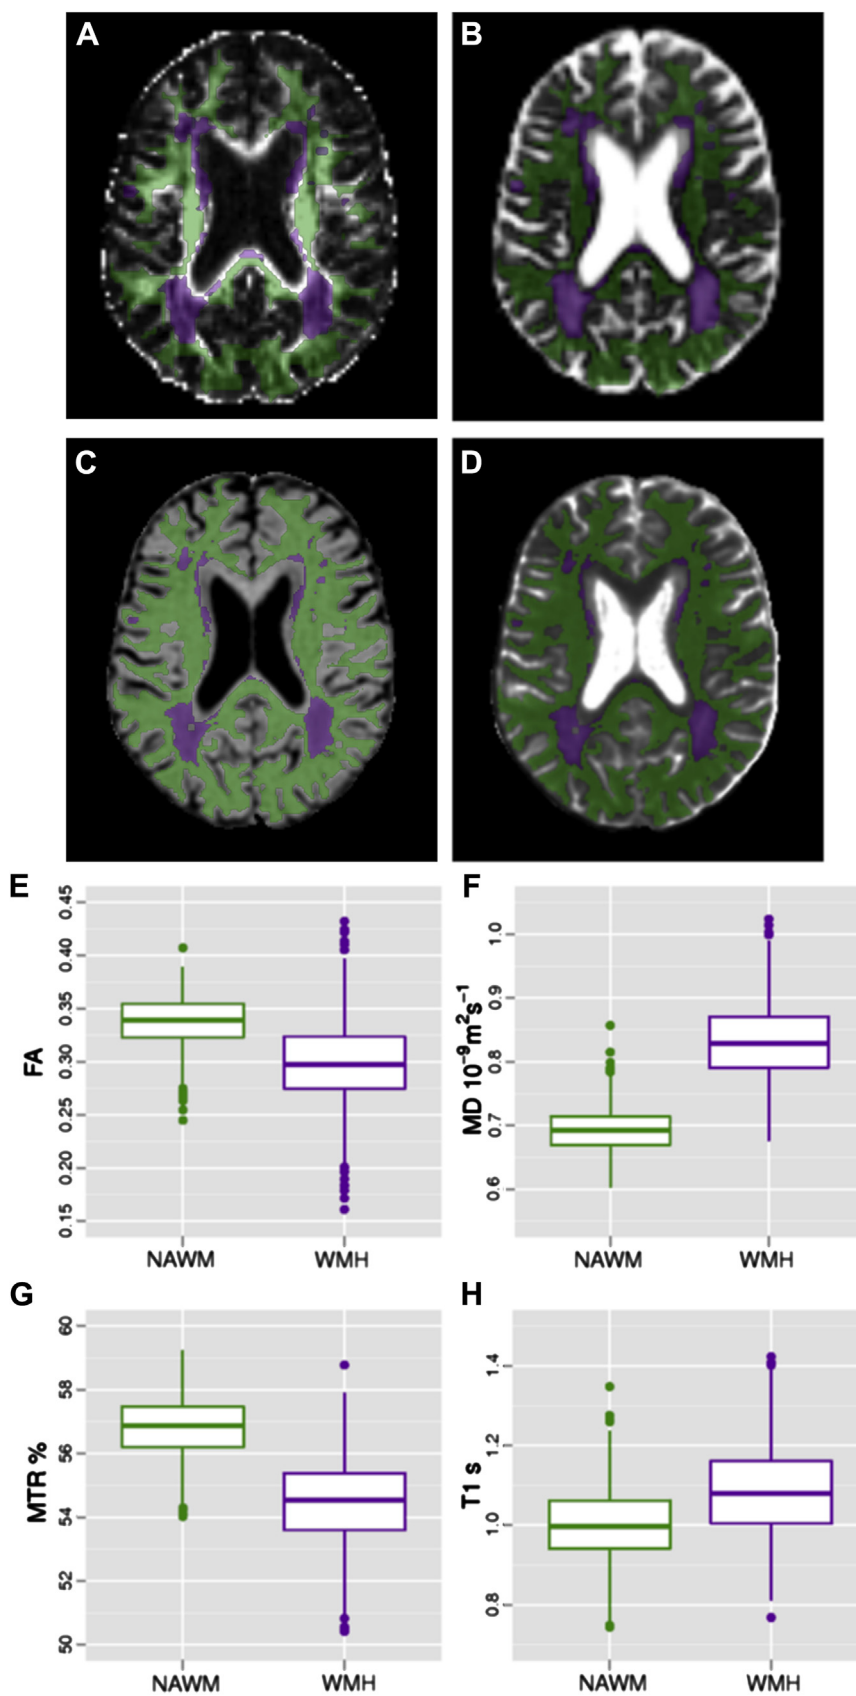 A
B
C
D
E
FA
0.45
0.40
0.35
0.30
0.25
0.20
0.15
NAWM
WMH
F
MD 10⁻⁹m²s⁻¹
1.0
0.9
0.8
0.7
0.6
NAWM
WMH
G
MTR %
60
58
56
54
52
50
NAWM
WMH
H
T1 s
1.4
1.2
1.0
0.8
NAWM
WMH